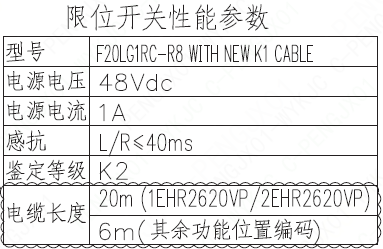 限位开关性能参数
型号 F20LG1RC-R8 WITH NEW K1 CABLE
电源电压 48Vdc
电源电流 1A
感抗 L/R≤40ms
鉴定等级 K2
电缆长度 20m (1EHR2620VP/2EHR2620VP)
6m(其余功能位置编码)